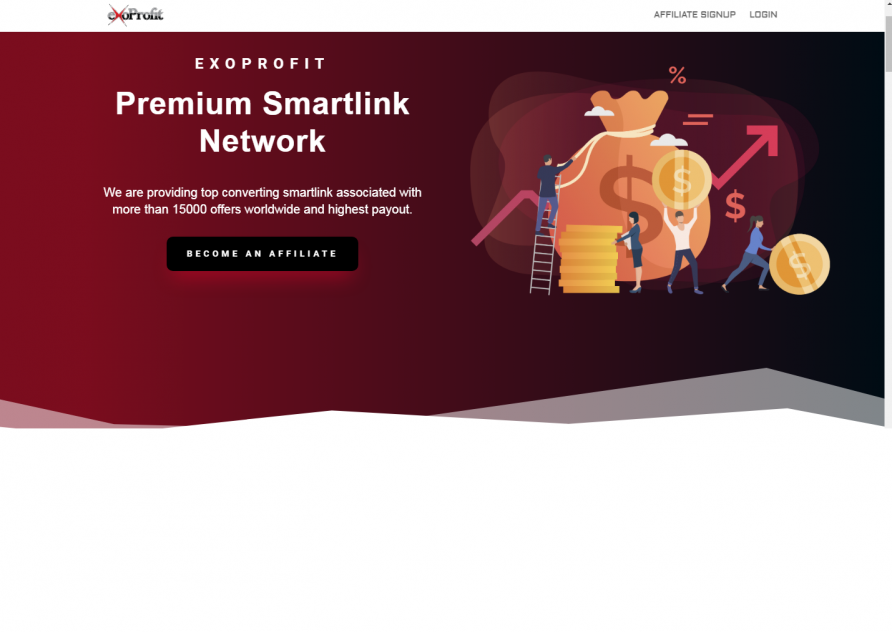 exoProfit
AFFILIATE SIGNUP LOGIN
EXOPROFIT
Premium Smartlink
Network
We are providing top converting smartlink associated with
more than 15000 offers worldwide and highest payout.
BECOME AN AFFILIATE
%
$
$
$
$